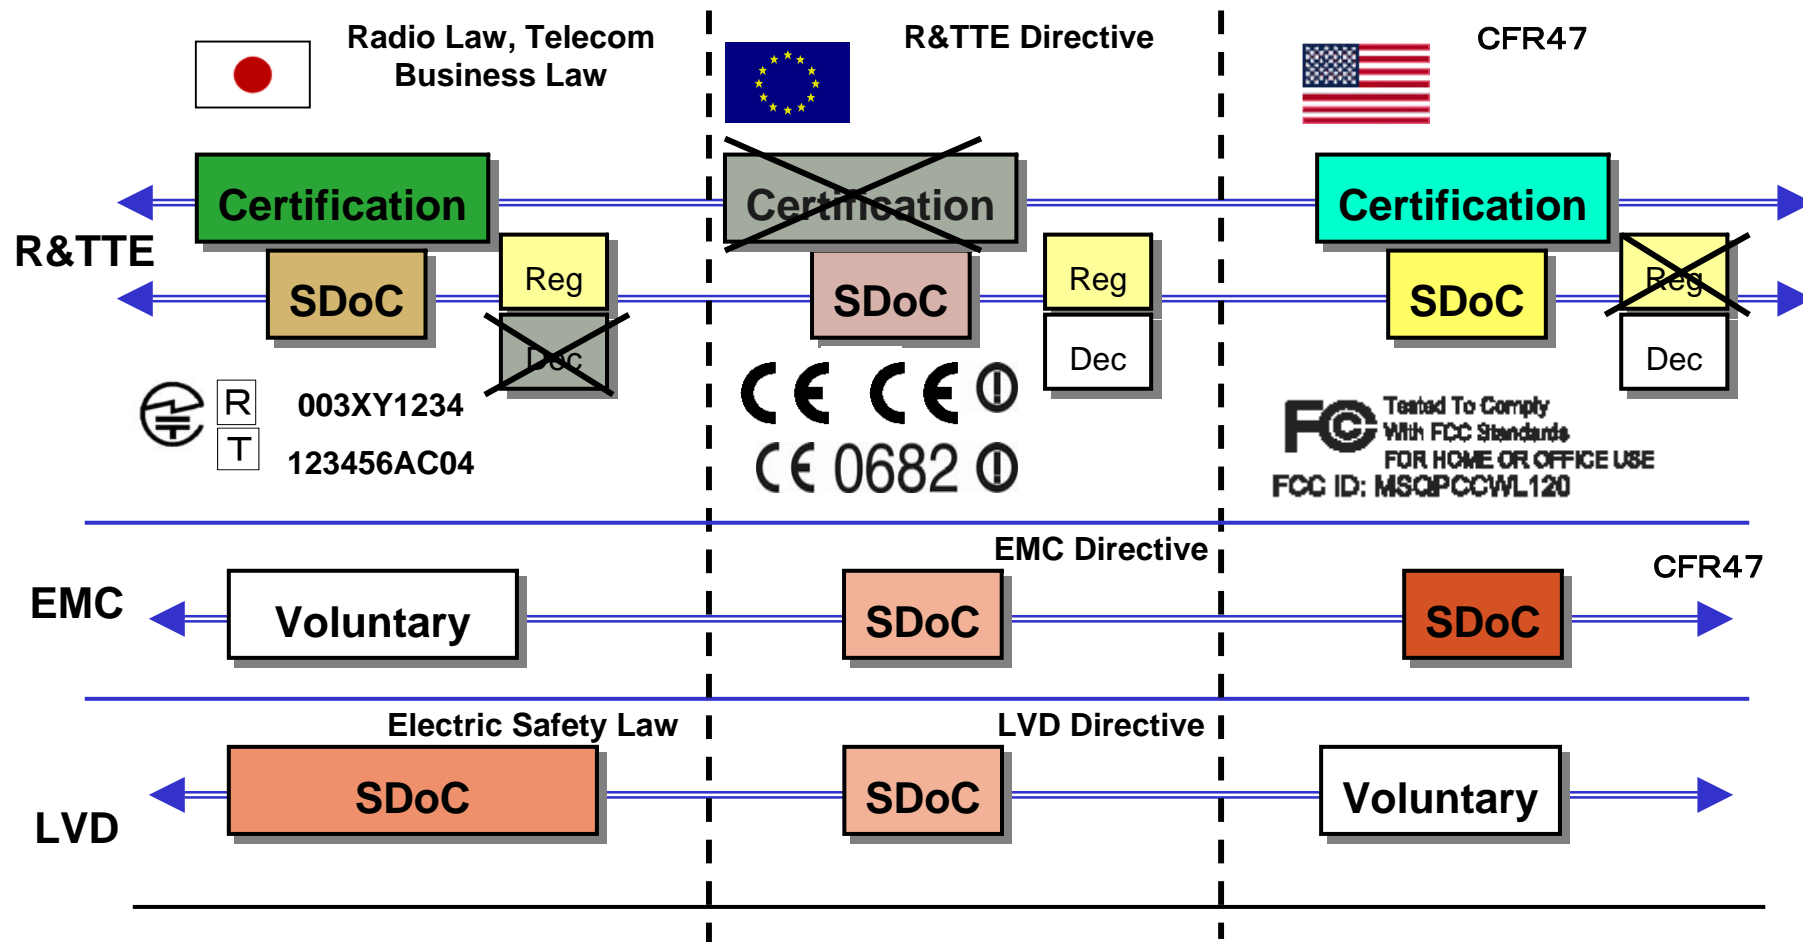 Radio Law, Telecom
Business Law
R&TTE Directive
CFR47
Certification
Certification
Certification
R&TTE
SDoC
Reg
Dec
SDoC
Reg
Dec
SDoC
Reg
Dec
R
003XY1234
T
123456AC04
CE CE
CE 0682
FC Tested To Comply
With FCC Standards
FOR HOME OR OFFICE USE
FCC ID: MSQPCCWL120
EMC Directive
CFR47
EMC
Voluntary
SDoC
SDoC
Electric Safety Law
LVD Directive
LVD
SDoC
SDoC
Voluntary